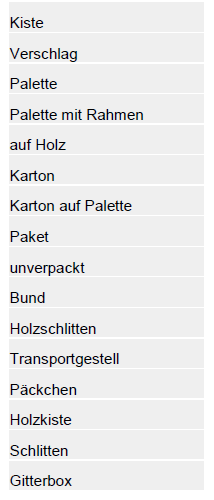 Kiste
Verschlag
Palette
Palette mit Rahmen
auf Holz
Karton
Karton auf Palette
Paket
unverpackt
Bund
Holzschlitten
Transportgestell
Päckchen
Holzkiste
Schlitten
Gitterbox